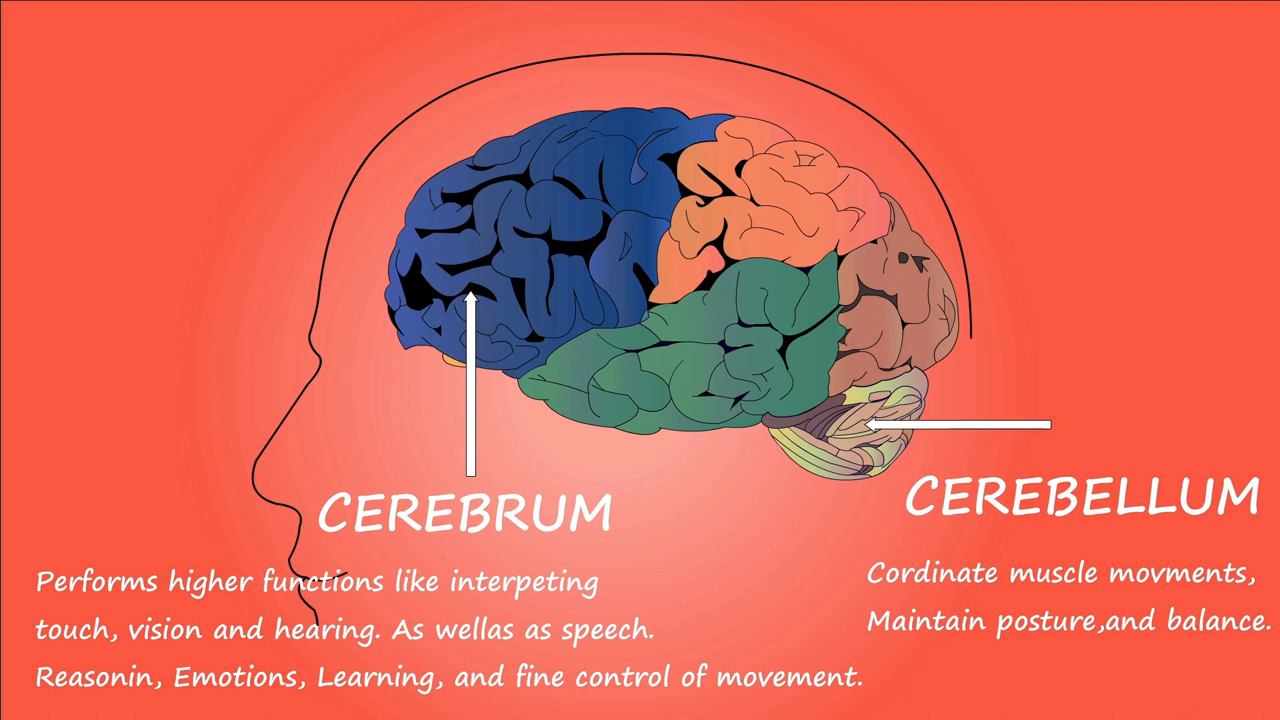 CEREBRUM
Performs higher functions like interpeting
touch, vision and hearing. As wellas as speech.
Reasonin, Emotions, Learning, and fine control of movement.
CEREBELLUM
Cordinate muscle movments,
Maintain posture,and balance.